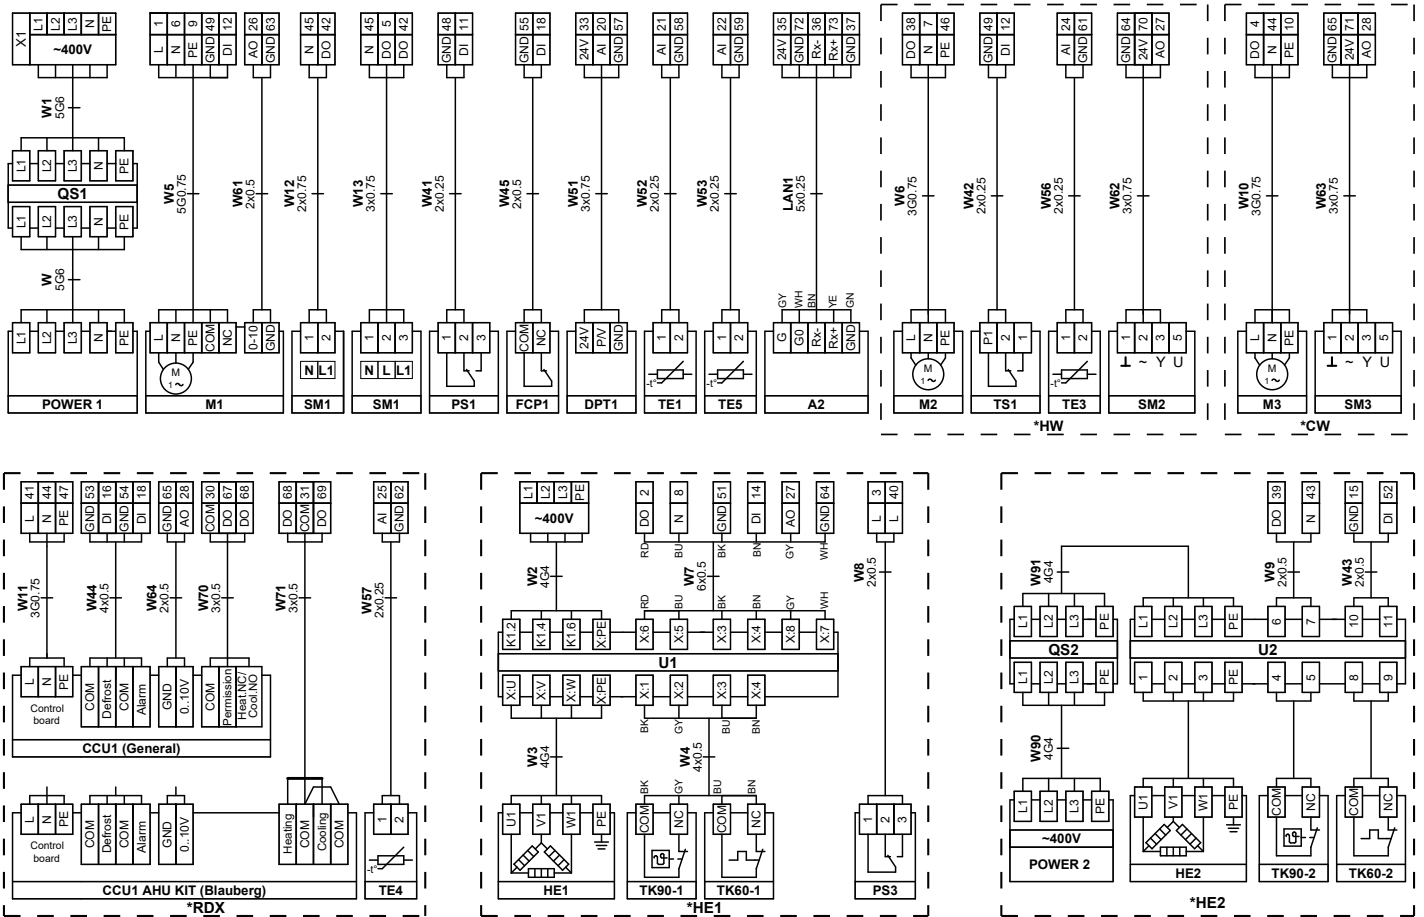 X1 L1 L2 L3 N PE
~400V
1 6 9 49 12
L N PE GND DI
26 63
AO GND
45 42
N DO
45 5 42
N DO DO
48 11
GND DI
55 18
GND DI
33 20 57
24V AI GND
21 58
AI GND
22 59
AI GND
35 72 36 73 37
24V GND Rx- Rx+ GND
38 7 46
DO N PE
49 12
GND DI
24 61
AI GND
64 70 27
GND 24V AO
4 44 10
DO N PE
65 71 28
GND 24V AO
W1
5G6
L1 L2 L3 N PE
QS1
L1 L2 L3 N PE
W
5G6
W5
5G0.75
W61
2x0.5
W12
2x0.75
W13
3x0.75
W41
2x0.25
W45
2x0.5
W51
3x0.75
W52
2x0.25
W53
2x0.25
LAN1
5x0.25
W6
3G0.75
W42
2x0.25
W56
2x0.25
W62
3x0.75
W10
3G0.75
W63
3x0.75
GY WH BN YE GN
L1 L2 L3 N PE
POWER 1
L N PE COM NC 0-10 GND
M
1~
M1
1 2
N L1
SM1
1 2 3
N L L1
SM1
1 2 3
PS1
COM NC
FCP1
24V P/V GND
DPT1
1 2
-t°
TE1
1 2
-t°
TE5
G G0 Rx- Rx+ GND
A2
L N PE
M
1~
M2
P1 1 2
TS1
1 2
-t°
TE3
1 2 3 5
⊥ ~ Y U
SM2
*HW
L N PE
M
1~
M3
1 2 3 5
⊥ ~ Y U
SM3
*CW
41 44 47
L N PE
53 16 54 18
GND DI GND DI
65 28
GND AO
30 67 68
COM DO DO
68 31 69
DO COM DO
25 62
AI GND
W11
3G0.75
W44
4x0.5
W64
2x0.5
W70
3x0.5
W71
3x0.5
W57
2x0.25
L N PE
Control
board
COM Defrost COM Alarm
GND 0..10V
COM Permission Heat.NC/ Cool.NO
CCU1 (General)
L N PE
Control
board
COM Defrost COM Alarm
GND 0..10V
Heating COM Cooling COM
CCU1 AHU KIT (Blauberg)
1 2
-t°
TE4
*RDX
L1 L2 L3 PE
~400V
2 8 51 14 27 64
DO N GND DI AO GND
3 40
L L
RD BU BK BN GY WH
W2
4G4
W7
6x0.5
W8
2x0.5
RD BU BK BN GY WH
K1.2 K1.4 K1.6 X:PE X:6 X:5 X:3 X:4 X:8 X:7
U1
X:U X:V X:W X:PE X:1 X:2 X:3 X:4
BK GY BU BN
W3
4G4
W4
4x0.5
BK GY BU BN
U1 V1 W1 PE
HE1
COM NC
TK90-1
COM NC
TK60-1
1 2 3
PS3
*HE1
39 43 15 52
DO N GND DI
W91
4G4
W9
2x0.5
W43
2x0.5
L1 L2 L3 PE
QS2
L1 L2 L3 PE
L1 L2 L3 PE 6 7 10 11
U2
1 2 3 PE 4 5 8 9
W90
4G4
L1 L2 L3 PE
~400V
POWER 2
U1 V1 W1 PE
HE2
COM NC
TK90-2
COM NC
TK60-2
*HE2